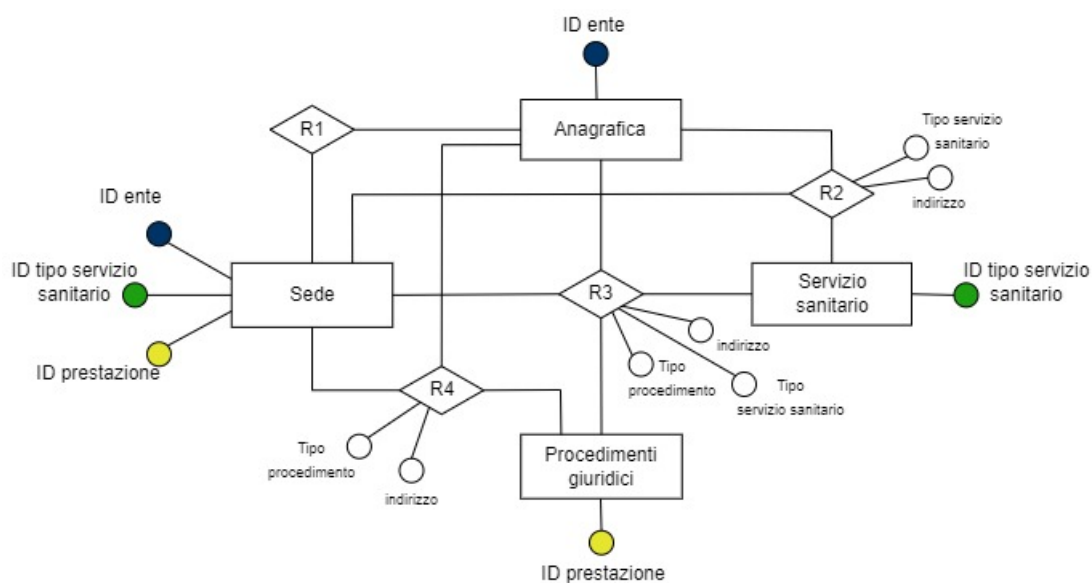 ID ente
Anagrafica
R1
Tipo servizio
sanitario
R2
indirizzo
ID ente
ID tipo servizio
sanitario
Sede
R3
Servizio
sanitario
ID tipo servizio
sanitario
ID prestazione
indirizzo
Tipo
procedimento
Tipo
servizio sanitario
R4
Tipo
procedimento
indirizzo
Procedimenti
giuridici
ID prestazione